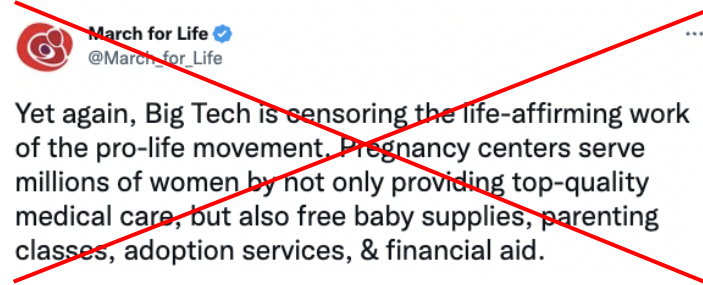 March for Life
@March_for_Life
Yet again, Big Tech is censoring the life-affirming work
of the pro-life movement. Pregnancy centers serve
millions of women by not only providing top-quality
medical care, but also free baby supplies, parenting
classes, adoption services, & financial aid.